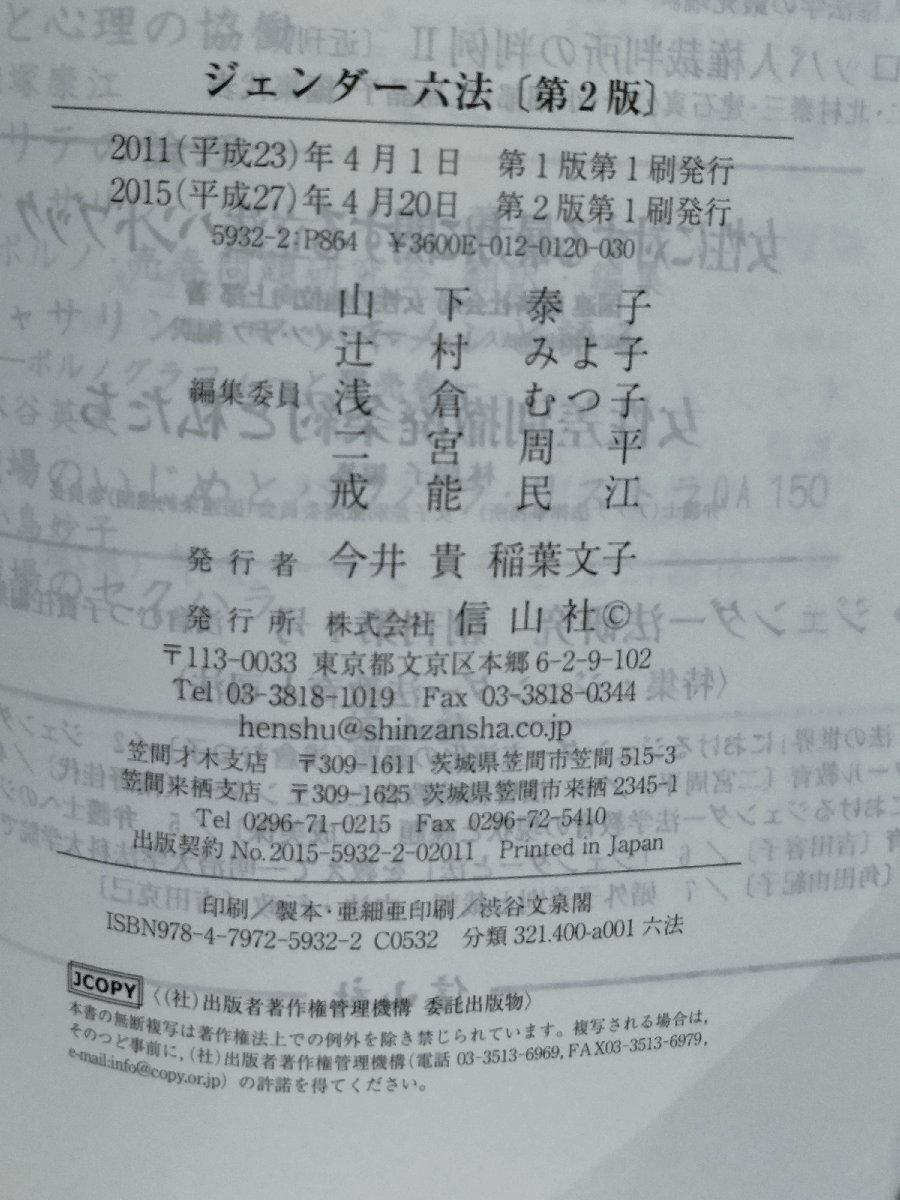 ジェンダー六法〔第2版〕
2011(平成23)年4月1日 第1版第1刷発行
2015(平成27)年4月20日 第2版第1刷発行
5932-2:P864 ¥3600E-012-0120-030
山下泰子
辻村みよ子
編集委員 浅倉むつ子
二宮周平
戒能民江
発行者 今井 貴 稲葉文子
発行所 株式会社 信山社©
〒113-0033 東京都文京区本郷6-2-9-102
Tel 03-3818-1019 Fax 03-3818-0344
henshu@shinzansha.co.jp
笠間才木支店 〒309-1611 茨城県笠間市笠間 515-3
笠間来栖支店 〒309-1625 茨城県笠間市来栖 2345-1
Tel 0296-71-0215 Fax 0296-72-5410
出版契約 No.2015-5932-2-02011 Printed in Japan
印刷/製本・亜細亜印刷/渋谷文泉閣
ISBN978-4-7972-5932-2 C0532 分類 321.400-a001 六法
JCOPY 〈(社)出版者著作権管理機構 委託出版物〉
本書の無断複写は著作権法上での例外を除き禁じられています。複写される場合は,
そのつど事前に,(社)出版者著作権管理機構(電話 03-3513-6969,FAX03-3513-6979,
e-mail:info@copy.or.jp)の許諾を得てください。